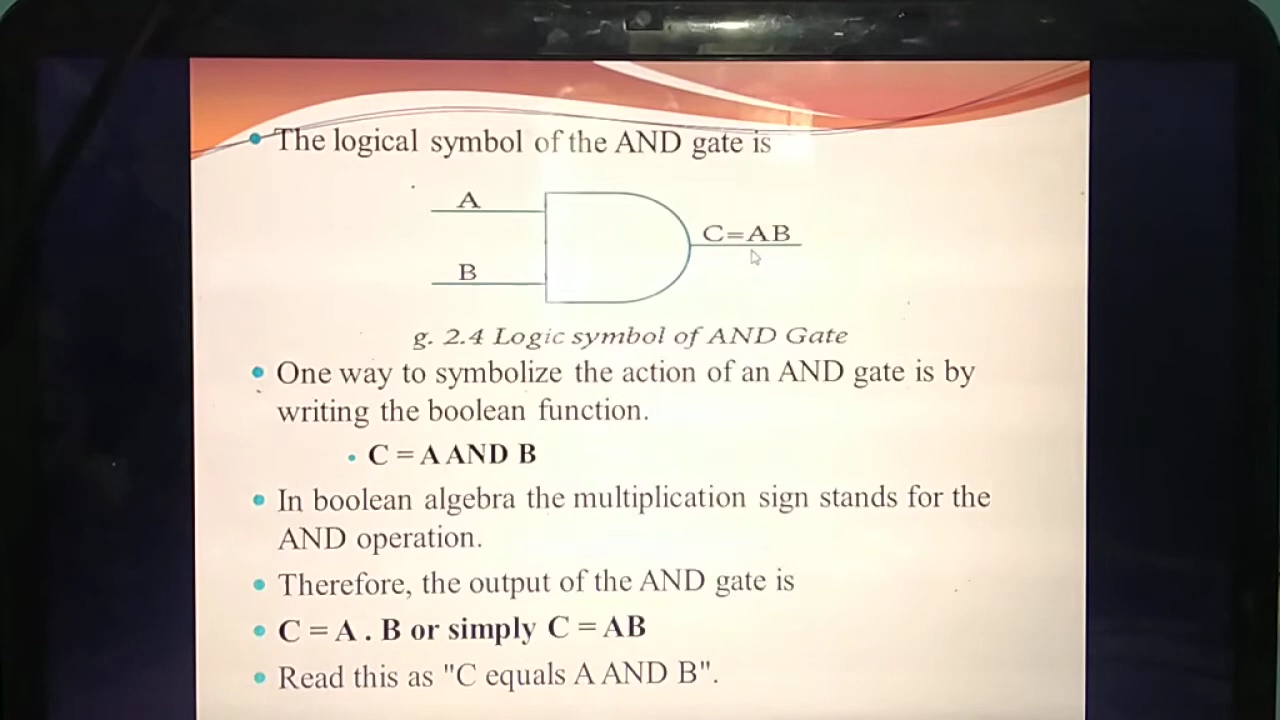 The logical symbol of the AND gate is
A
C=AB
B
g. 2.4 Logic symbol of AND Gate
One way to symbolize the action of an AND gate is by
writing the boolean function.
C = A AND B
In boolean algebra the multiplication sign stands for the
AND operation.
Therefore, the output of the AND gate is
C = A . B or simply C = AB
Read this as "C equals A AND B".